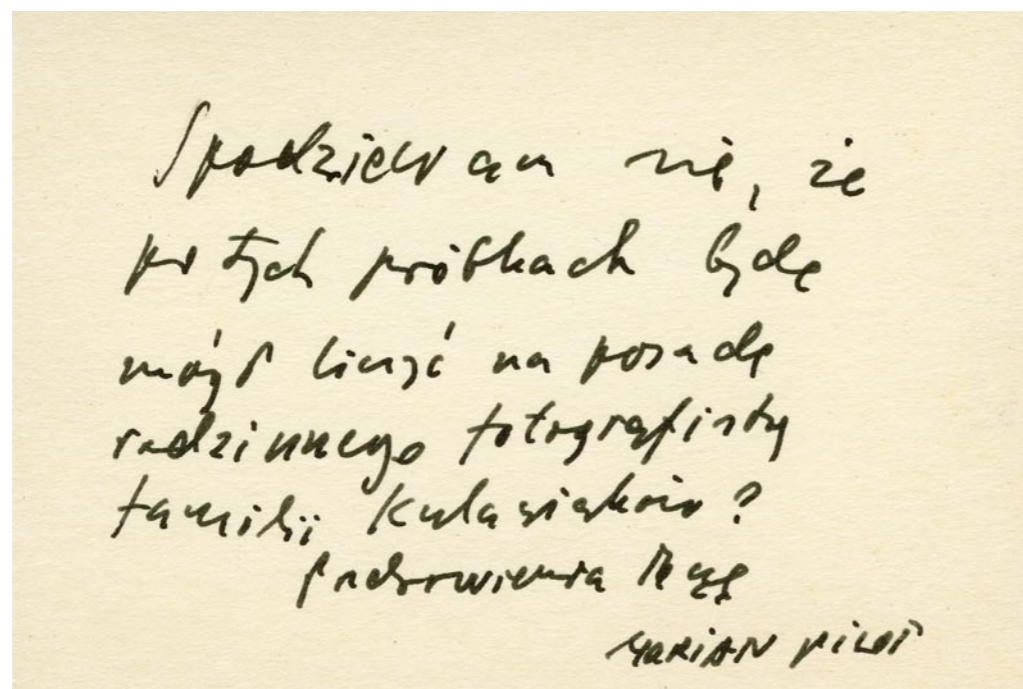 Spodziewam się, że
po tych próbkach będę
mógł liczyć na posadę
rodzinnego fotografisty
familii Kulasiaków?
Pozdrowienia
MARIAN PILOT